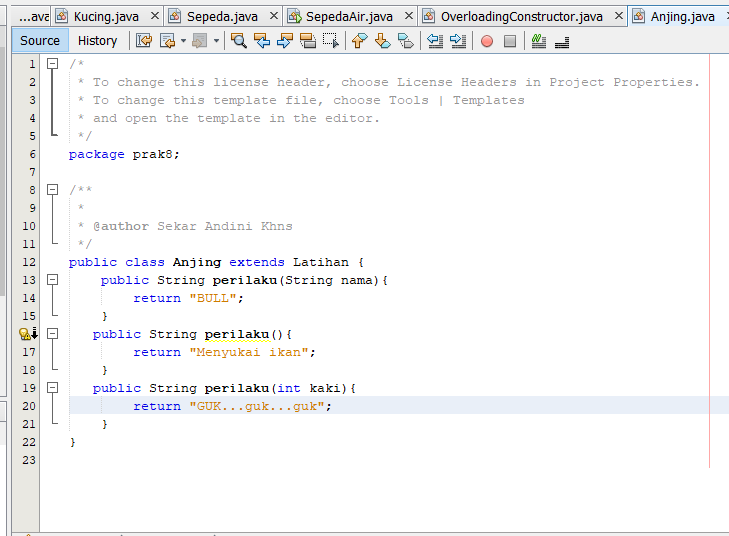 ...ava Kucing.java Sepeda.java SepedaAir.java OverloadingConstructor.java Anjing.java
Source History
1 /*
2 * To change this license header, choose License Headers in Project Properties.
3 * To change this template file, choose Tools | Templates
4 * and open the template in the editor.
5 */
6 package prak8;
7
8 /**
9 *
10 * @author Sekar Andini Khns
11 */
12 public class Anjing extends Latihan {
13 public String perilaku(String nama){
14 return "BULL";
15 }
public String perilaku(){
17 return "Menyukai ikan";
18 }
19 public String perilaku(int kaki){
20 return "GUK...guk...guk";
21 }
22 }
23